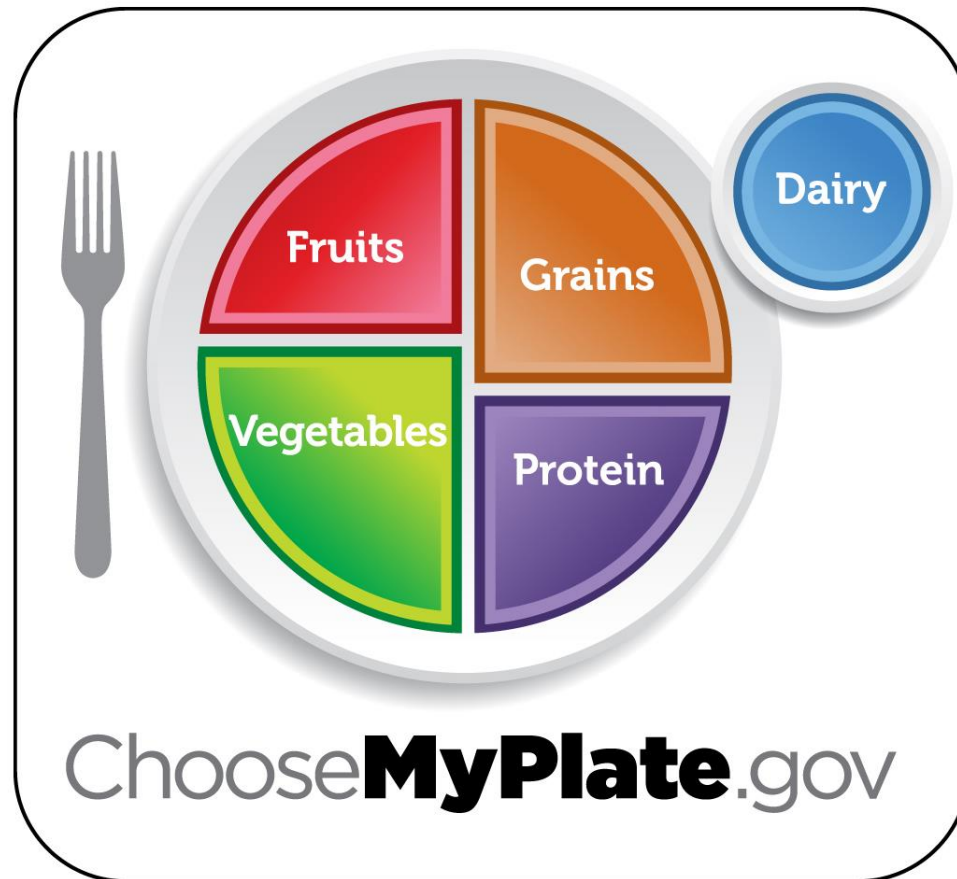 Dairy
Fruits
Grains
Vegetables
Protein
ChooseMyPlate.gov